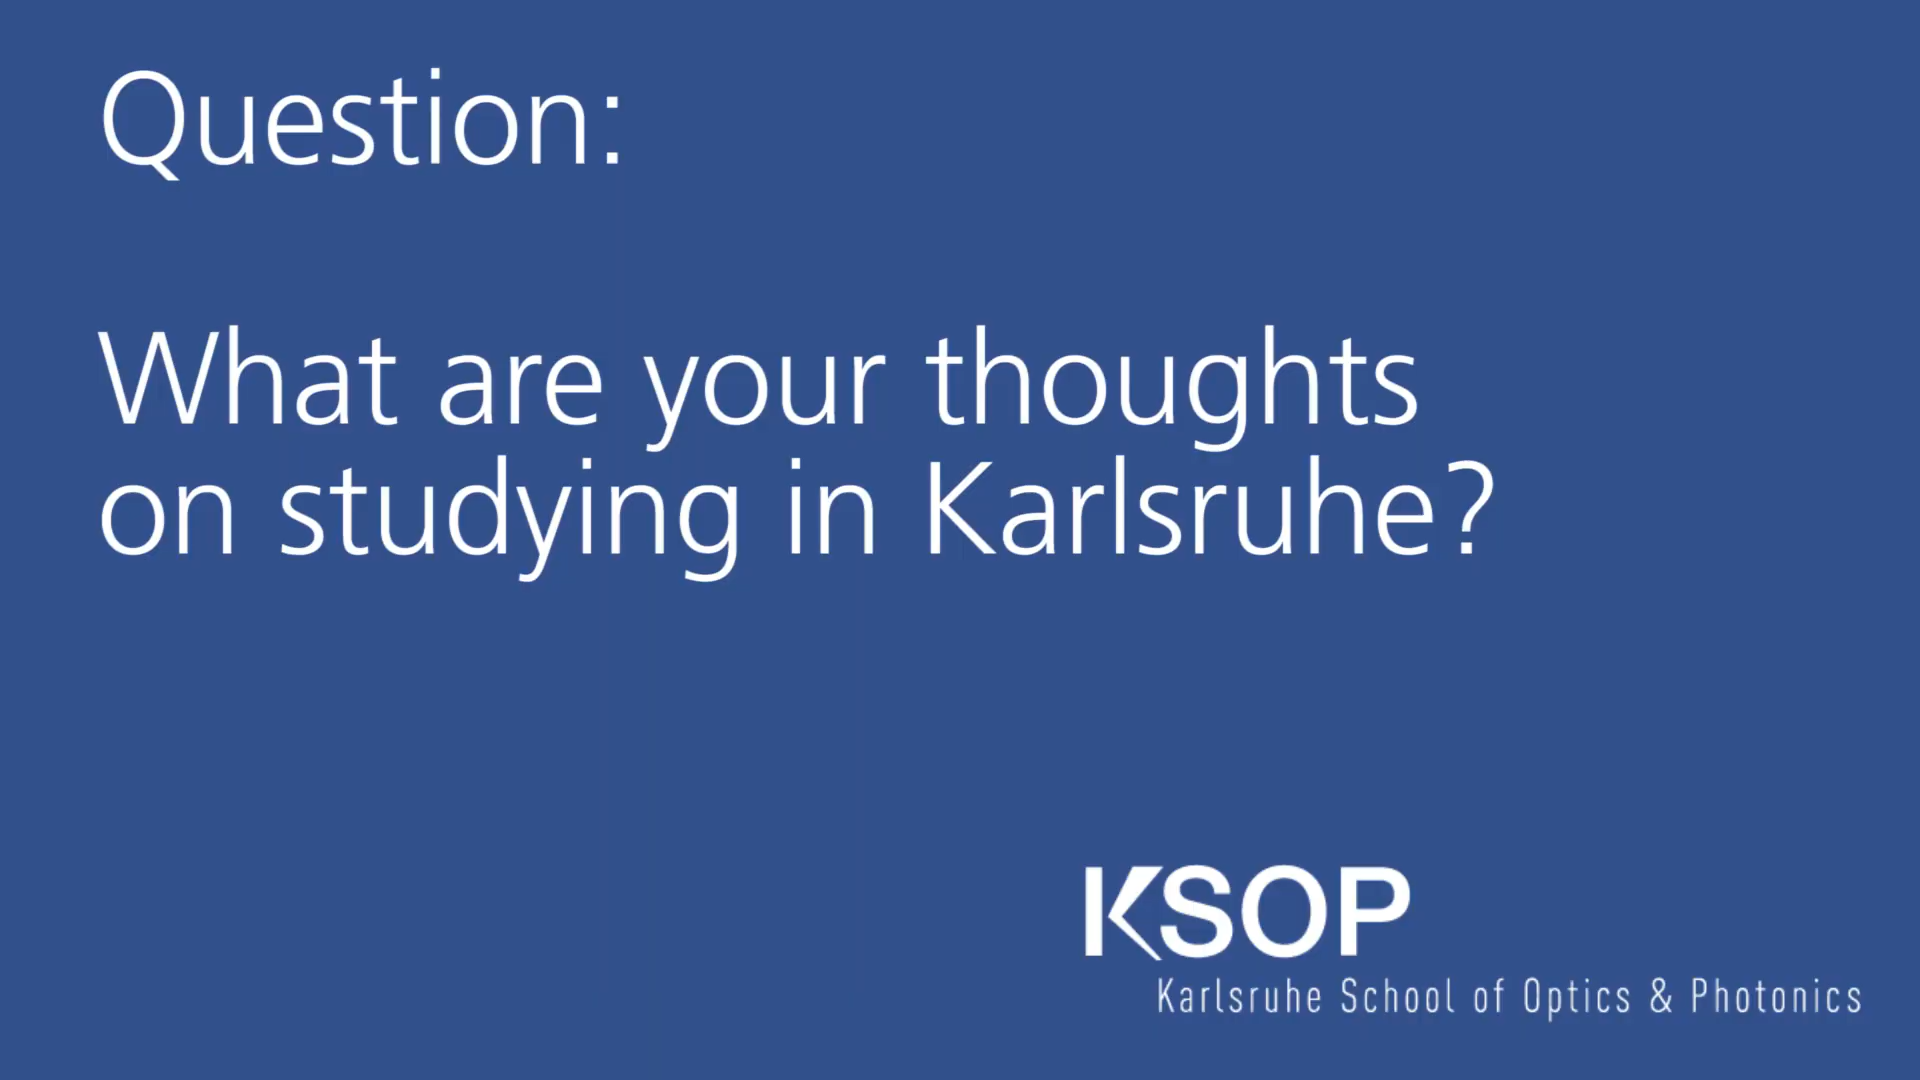 Question:
What are your thoughts
on studying in Karlsruhe?
KSOP
Karlsruhe School of Optics & Photonics